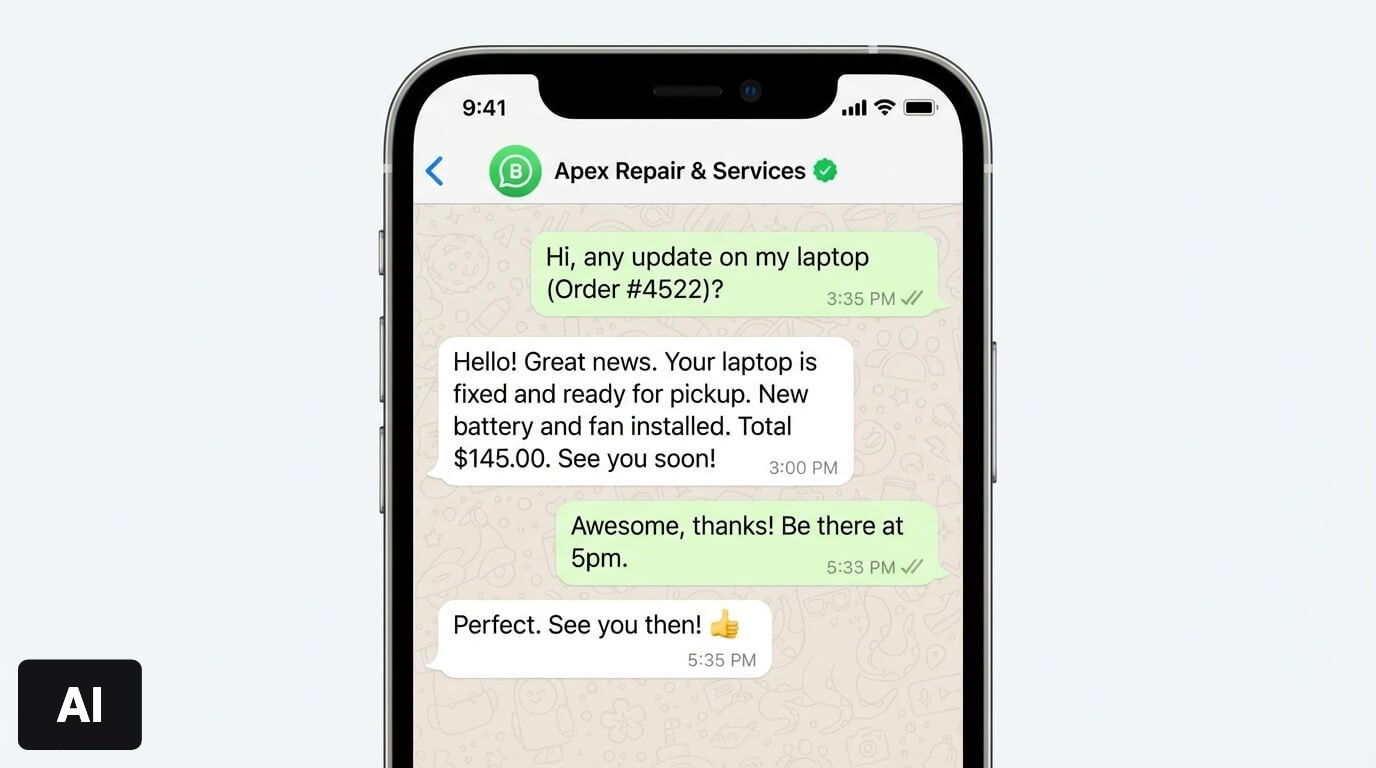 9:41
B
Apex Repair & Services
Hi, any update on my laptop
(Order #4522)?
3:35 PM
Hello! Great news. Your laptop is
fixed and ready for pickup. New
battery and fan installed. Total
$145.00. See you soon!
3:00 PM
Awesome, thanks! Be there at
5pm.
5:33 PM
Perfect. See you then! 👍
5:35 PM
AI